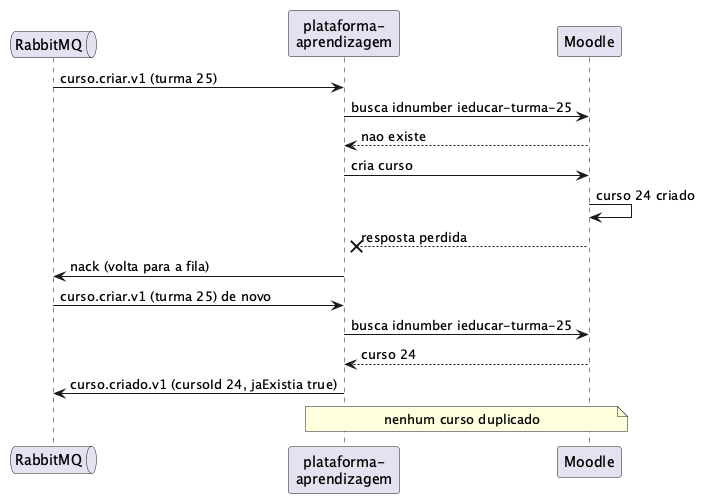 RabbitMQ
plataforma-
aprendizagem
Moodle
curso.criar.v1 (turma 25)
busca idnumber ieducar-turma-25
nao existe
cria curso
curso 24 criado
resposta perdida
nack (volta para a fila)
curso.criar.v1 (turma 25) de novo
busca idnumber ieducar-turma-25
curso 24
curso.criado.v1 (cursoId 24, jaExistia true)
nenhum curso duplicado
RabbitMQ
plataforma-
aprendizagem
Moodle